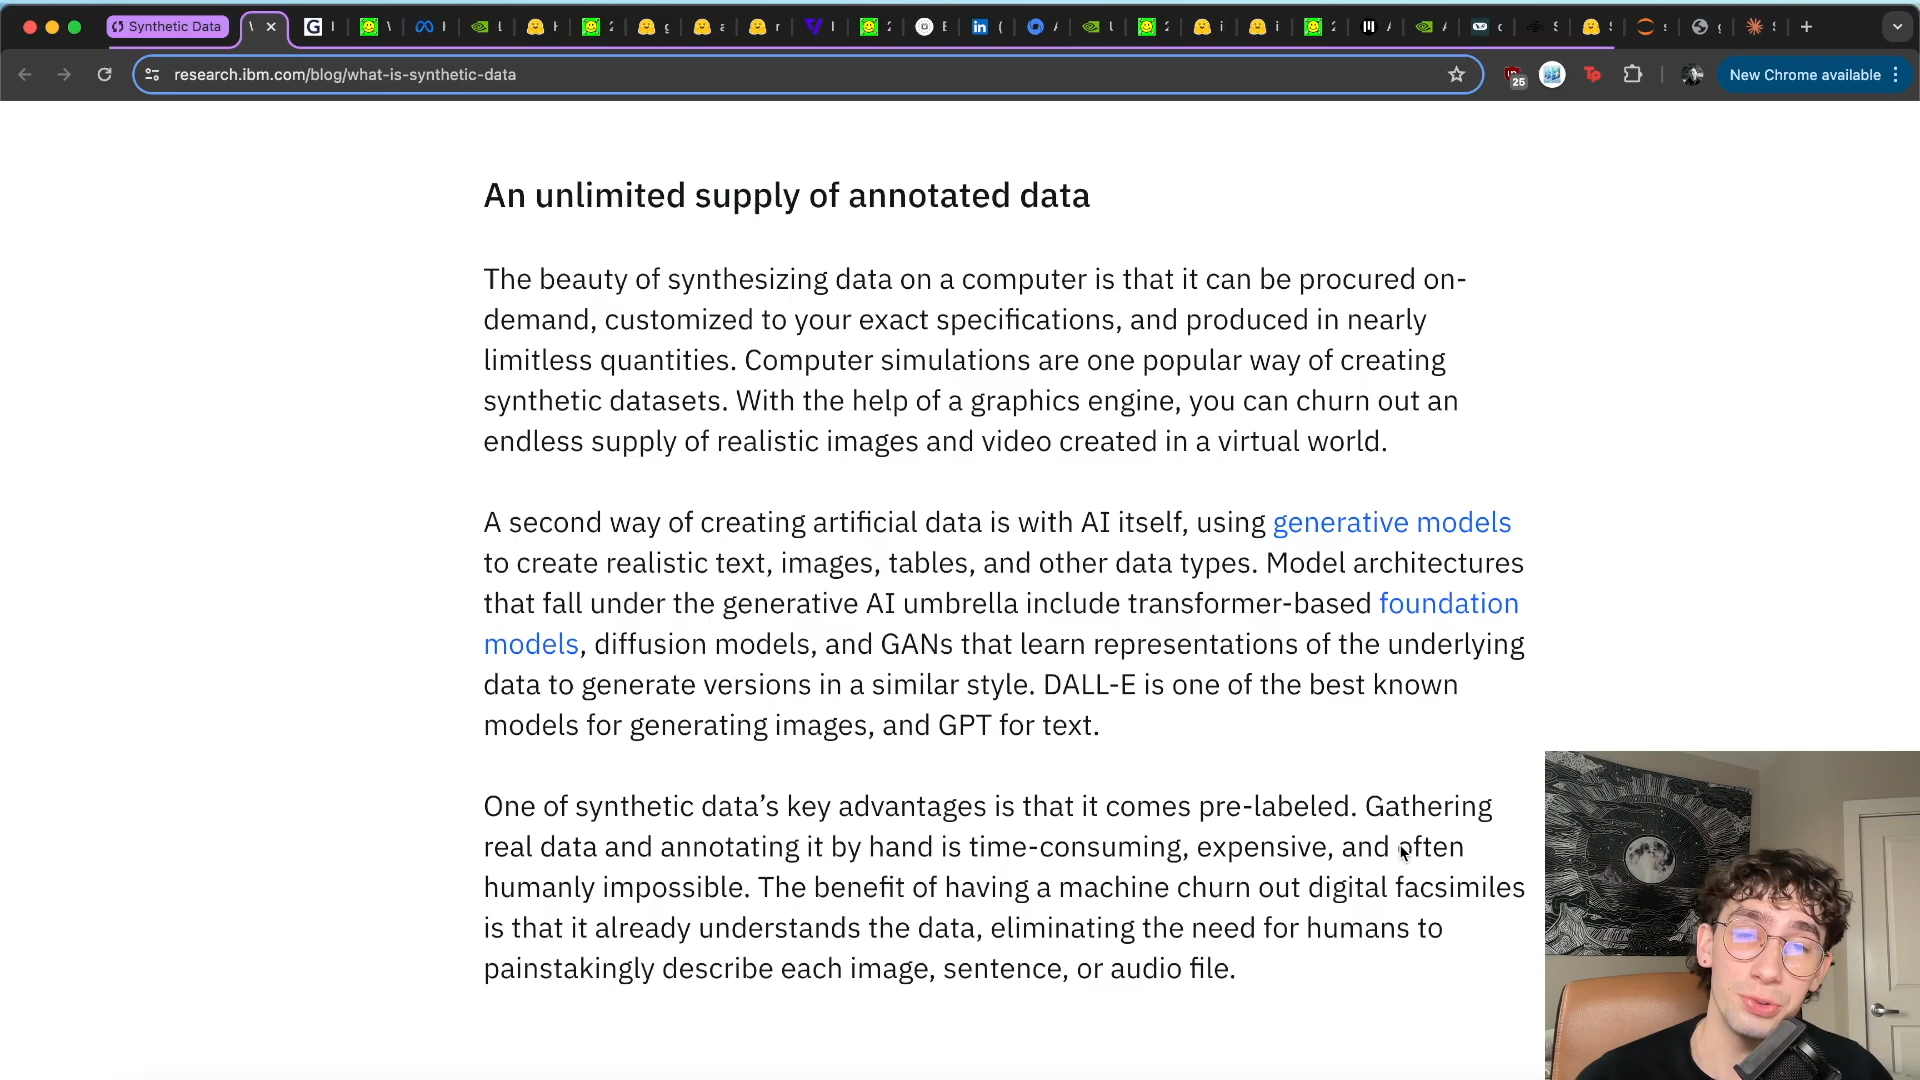 Synthetic Data
research.ibm.com/blog/what-is-synthetic-data
25
New Chrome available
An unlimited supply of annotated data
The beauty of synthesizing data on a computer is that it can be procured on-
demand, customized to your exact specifications, and produced in nearly
limitless quantities. Computer simulations are one popular way of creating
synthetic datasets. With the help of a graphics engine, you can churn out an
endless supply of realistic images and video created in a virtual world.
A second way of creating artificial data is with AI itself, using generative models
to create realistic text, images, tables, and other data types. Model architectures
that fall under the generative AI umbrella include transformer-based foundation
models, diffusion models, and GANs that learn representations of the underlying
data to generate versions in a similar style. DALL-E is one of the best known
models for generating images, and GPT for text.
One of synthetic data’s key advantages is that it comes pre-labeled. Gathering
real data and annotating it by hand is time-consuming, expensive, and often
humanly impossible. The benefit of having a machine churn out digital facsimiles
is that it already understands the data, eliminating the need for humans to
painstakingly describe each image, sentence, or audio file.